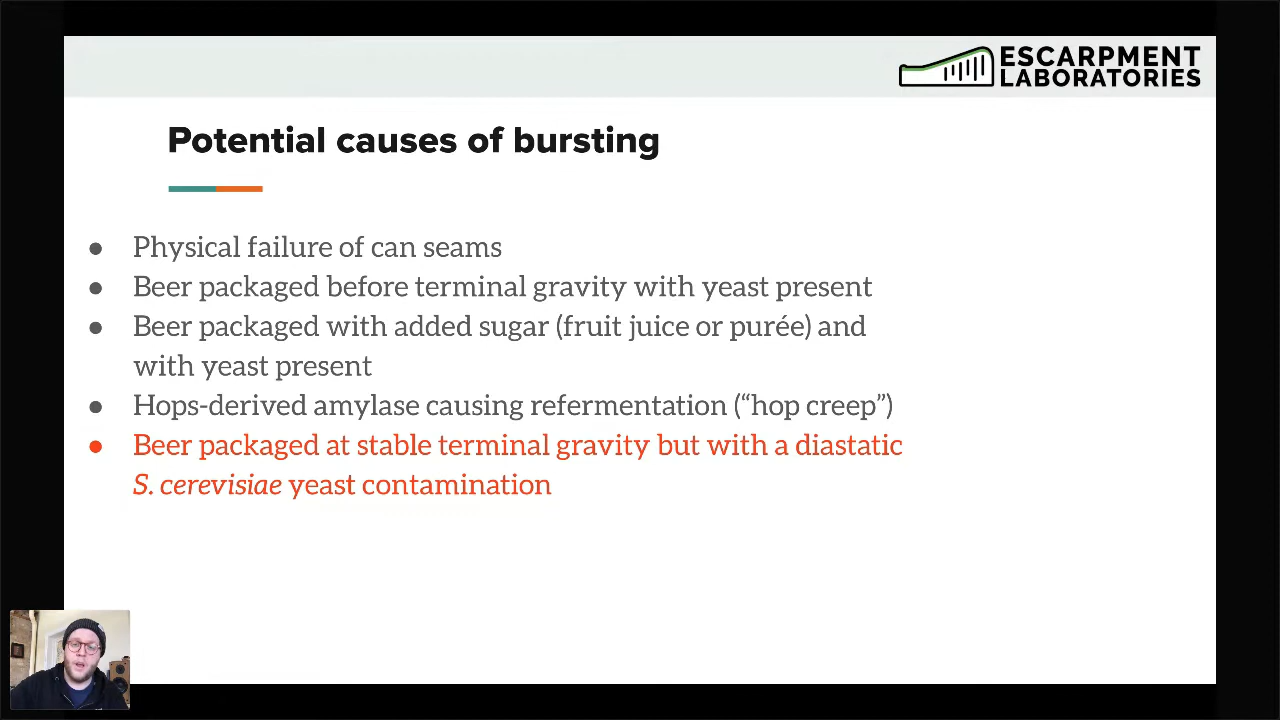 ESCARPMENT
LABORATORIES
Potential causes of bursting
● Physical failure of can seams
● Beer packaged before terminal gravity with yeast present
● Beer packaged with added sugar (fruit juice or purée) and
with yeast present
● Hops-derived amylase causing refermentation (“hop creep”)
● Beer packaged at stable terminal gravity but with a diastatic
S. cerevisiae yeast contamination